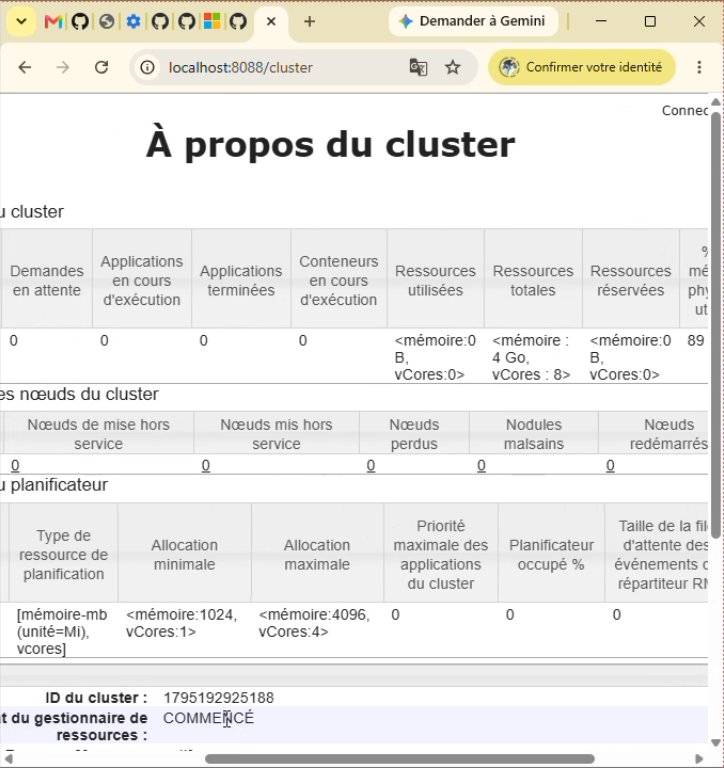 Demander à Gemini
localhost:8088/cluster
Confirmer votre identité
Connec
À propos du cluster
u cluster
Demandes en attente
Applications en cours d'exécution
Applications terminées
Conteneurs en cours d'exécution
Ressources utilisées
Ressources totales
Ressources réservées
%
mé
phy
ut
0
0
0
0
<mémoire:0 B, vCores:0>
<mémoire : 4 Go, vCores : 8>
<mémoire:0 B, vCores:0>
89
es nœuds du cluster
Nœuds de mise hors service
Nœuds mis hors service
Nœuds perdus
Nodules malsains
Nœuds redémarrés
0
0
0
0
0
u planificateur
Type de ressource de planification
Allocation minimale
Allocation maximale
Priorité maximale des applications du cluster
Planificateur occupé %
Taille de la fil
d'attente des
événements d
répartiteur RM
[mémoire-mb (unité=Mi), vcores]
<mémoire:1024, vCores:1>
<mémoire:4096, vCores:4>
0
0
0
ID du cluster :
1795192925188
at du gestionnaire de ressources :
COMMENCÉ